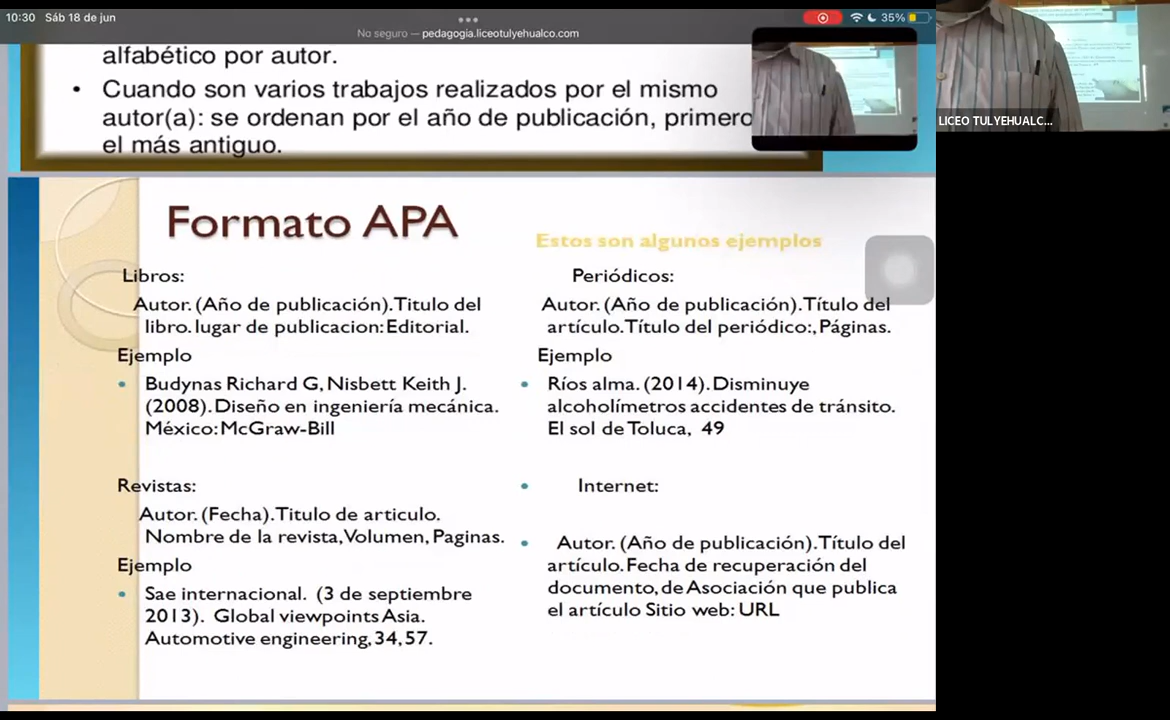 10:30 Sáb 18 de jun
35%
No seguro — pedagogia.liceotulyehualco.com
LICEO TULYEHUALC...
alfabético por autor.
• Cuando son varios trabajos realizados por el mismo
autor(a): se ordenan por el año de publicación, primero
el más antiguo.
Formato APA
Estos son algunos ejemplos
Libros:
Autor. (Año de publicación). Titulo del
libro. lugar de publicacion: Editorial.
Ejemplo
• Budynas Richard G, Nisbett Keith J.
(2008). Diseño en ingeniería mecánica.
México: McGraw-Bill
Revistas:
Autor. (Fecha). Titulo de articulo.
Nombre de la revista, Volumen, Paginas.
Ejemplo
• Sae internacional. (3 de septiembre
2013). Global viewpoints Asia.
Automotive engineering, 34, 57.
Periódicos:
Autor. (Año de publicación). Título del
artículo. Título del periódico:, Páginas.
Ejemplo
• Ríos alma. (2014). Disminuye
alcoholímetros accidentes de tránsito.
El sol de Toluca, 49
• Internet:
• Autor. (Año de publicación). Título del
artículo. Fecha de recuperación del
documento, de Asociación que publica
el artículo Sitio web: URL